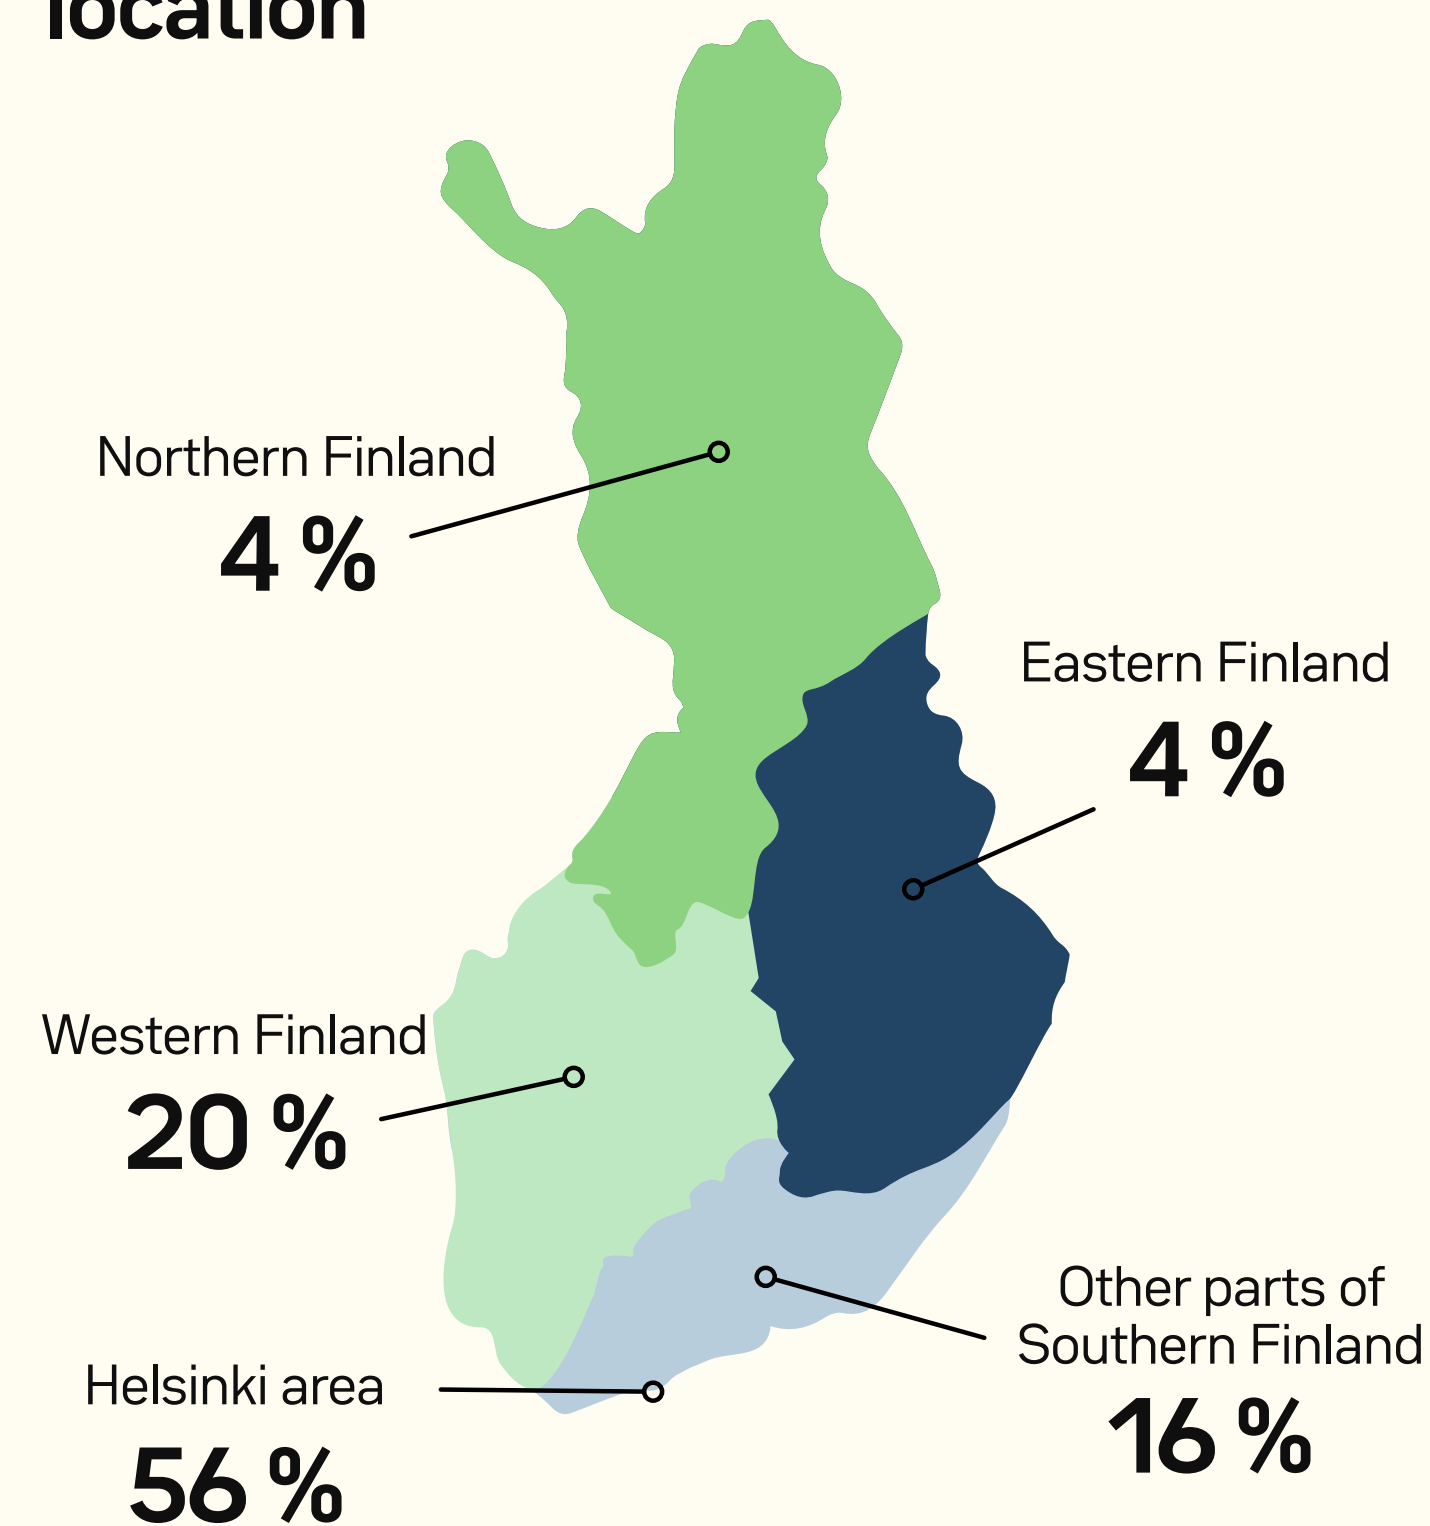 location
Northern Finland
4 %
Eastern Finland
4 %
Western Finland
20 %
Other parts of
Southern Finland
16 %
Helsinki area
56 %